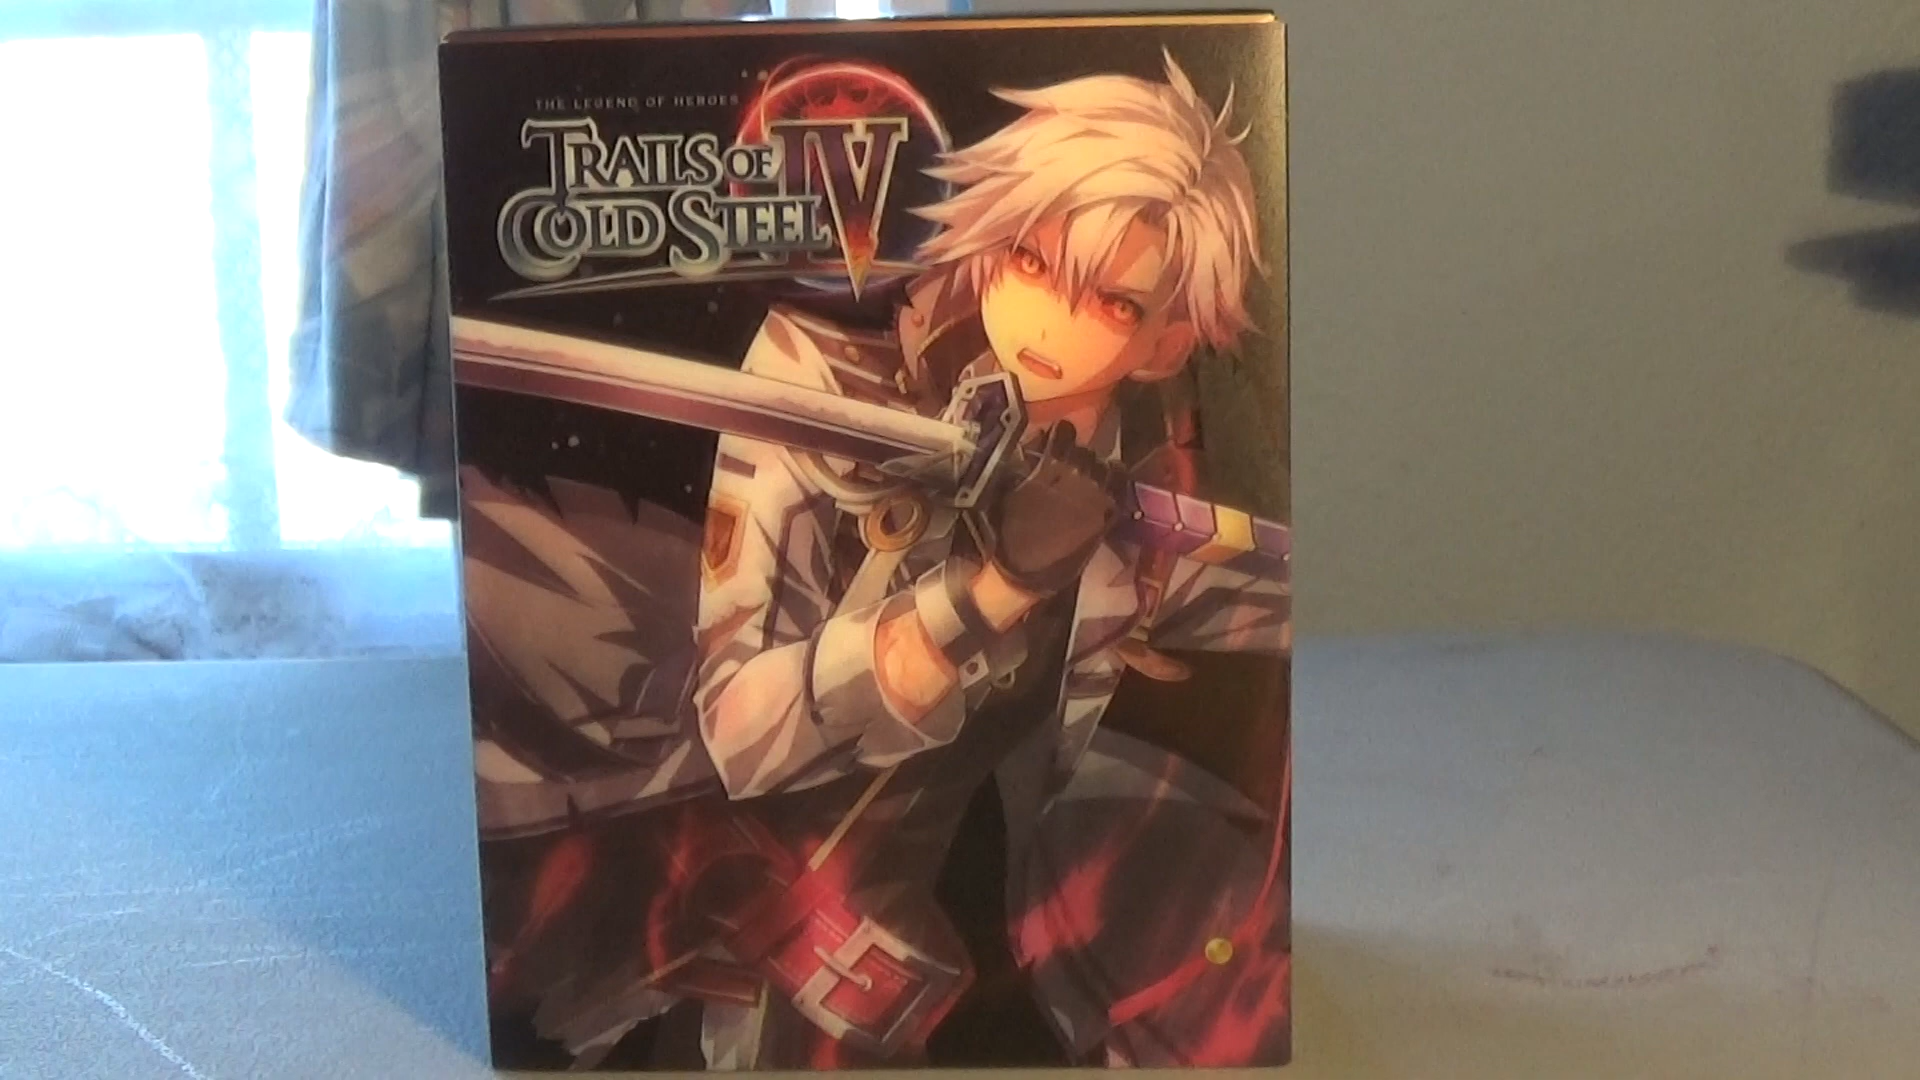 THE LEGEND OF HEROES
TRAILS OF
COLD STEEL IV